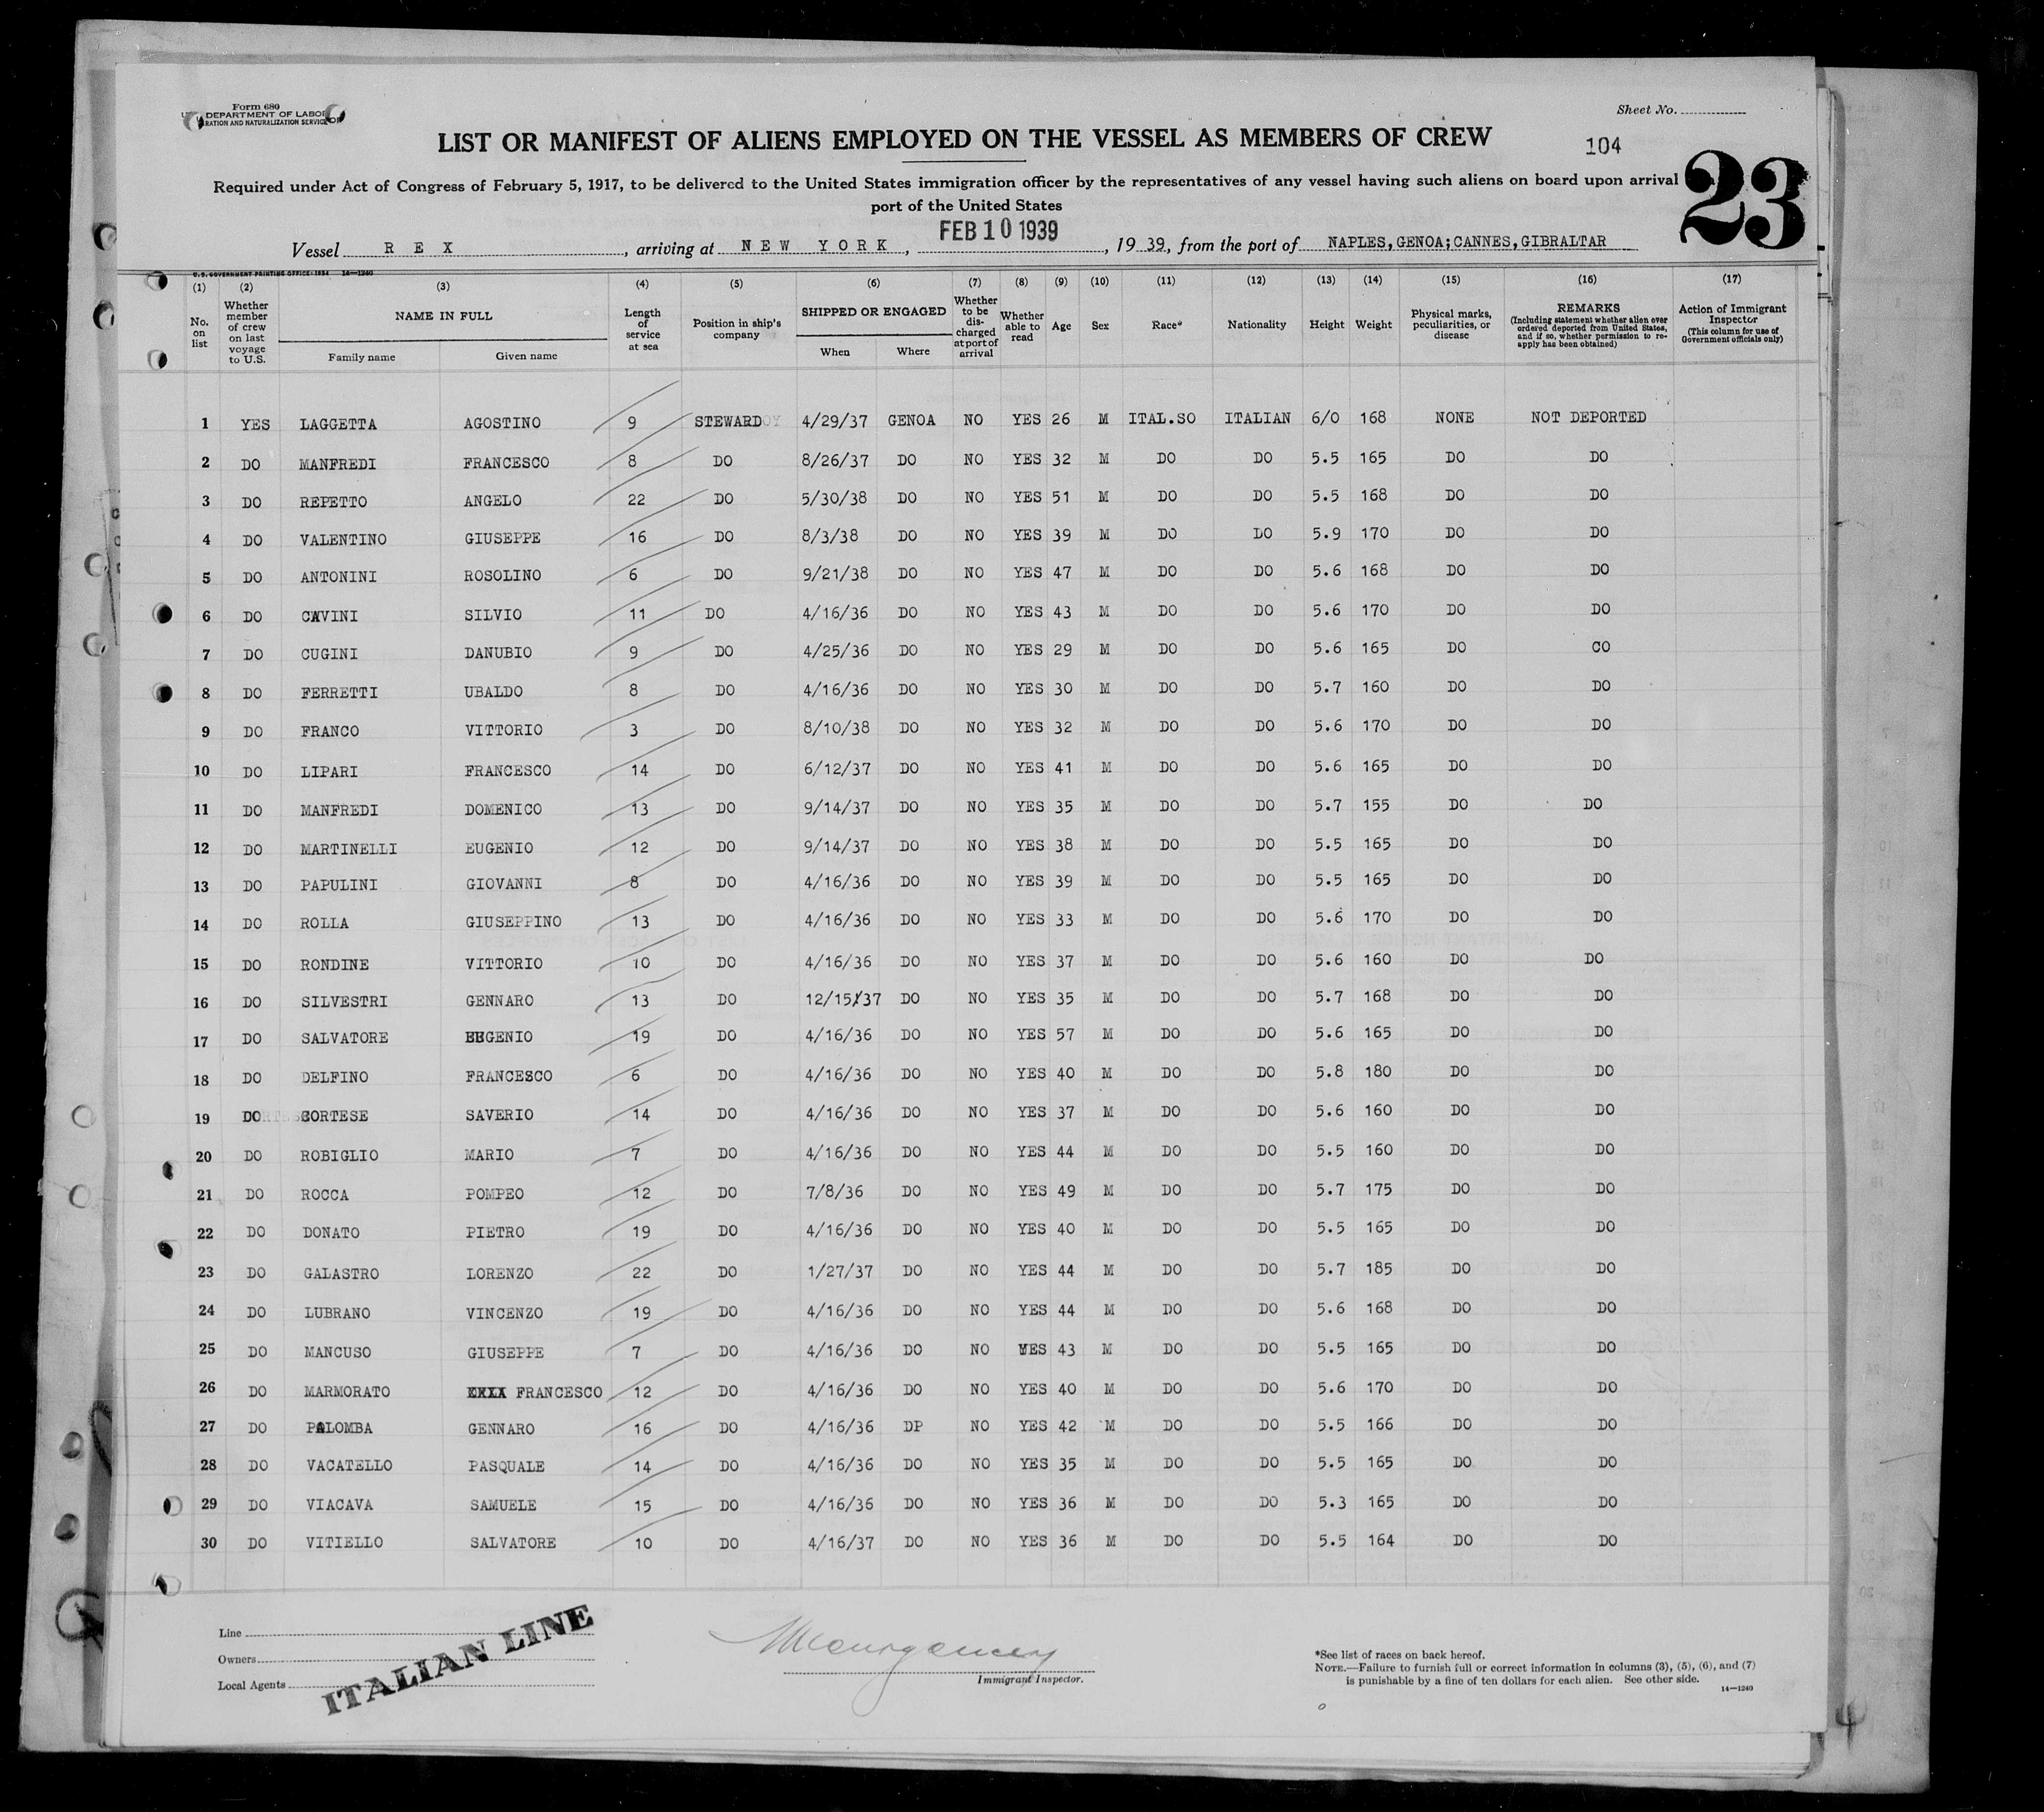 Form 680
DEPARTMENT OF LABOR
RATION AND NATURALIZATION SERVICE
Sheet No.
LIST OR MANIFEST OF ALIENS EMPLOYED ON THE VESSEL AS MEMBERS OF CREW
104
23
Required under Act of Congress of February 5, 1917, to be delivered to the United States immigration officer by the representatives of any vessel having such aliens on board upon arrival
port of the United States
Vessel REX, arriving at NEW YORK, FEB 10 1939, 1939, from the port of NAPLES,GENOA;CANNES,GIBRALTAR
U.S. GOVERNMENT PRINTING OFFICE: 1934 14—1240
(1) (2) (3) (4) (5) (6) (7) (8) (9) (10) (11) (12) (13) (14) (15) (16) (17)
No. on list
Whether member of crew on last voyage to U.S.
NAME IN FULL
Family name Given name
Length of service at sea
Position in ship's company
SHIPPED OR ENGAGED
When Where
Whether to be discharged at port of arrival
Whether able to read
Age
Sex
Race*
Nationality
Height
Weight
Physical marks, peculiarities, or disease
REMARKS
(Including statement whether alien ever ordered deported from United States, and if so, whether permission to reapply has been obtained)
Action of Immigrant Inspector
(This column for use of Government officials only)
1 YES LAGGETTA AGOSTINO 9 STEWARD 4/29/37 GENOA NO YES 26 M ITAL.SO ITALIAN 6/0 168 NONE NOT DEPORTED
2 DO MANFREDI FRANCESCO 8 DO 8/26/37 DO NO YES 32 M DO DO 5.5 165 DO DO
3 DO REPETTO ANGELO 22 DO 5/30/38 DO NO YES 51 M DO DO 5.5 168 DO DO
4 DO VALENTINO GIUSEPPE 16 DO 8/3/38 DO NO YES 39 M DO DO 5.9 170 DO DO
5 DO ANTONINI ROSOLINO 6 DO 9/21/38 DO NO YES 47 M DO DO 5.6 168 DO DO
6 DO CAVINI SILVIO 11 DO 4/16/36 DO NO YES 43 M DO DO 5.6 170 DO DO
7 DO CUGINI DANUBIO 9 DO 4/25/36 DO NO YES 29 M DO DO 5.6 165 DO CO
8 DO FERRETTI UBALDO 8 DO 4/16/36 DO NO YES 30 M DO DO 5.7 160 DO DO
9 DO FRANCO VITTORIO 3 DO 8/10/38 DO NO YES 32 M DO DO 5.6 170 DO DO
10 DO LIPARI FRANCESCO 14 DO 6/12/37 DO NO YES 41 M DO DO 5.6 165 DO DO
11 DO MANFREDI DOMENICO 13 DO 9/14/37 DO NO YES 35 M DO DO 5.7 155 DO DO
12 DO MARTINELLI EUGENIO 12 DO 9/14/37 DO NO YES 38 M DO DO 5.5 165 DO DO
13 DO PAPULINI GIOVANNI 8 DO 4/16/36 DO NO YES 39 M DO DO 5.5 165 DO DO
14 DO ROLLA GIUSEPPINO 13 DO 4/16/36 DO NO YES 33 M DO DO 5.6 170 DO DO
15 DO RONDINE VITTORIO 10 DO 4/16/36 DO NO YES 37 M DO DO 5.6 160 DO DO
16 DO SILVESTRI GENNARO 13 DO 12/15/37 DO NO YES 35 M DO DO 5.7 168 DO DO
17 DO SALVATORE EUGENIO 19 DO 4/16/36 DO NO YES 57 M DO DO 5.6 165 DO DO
18 DO DELFINO FRANCESCO 6 DO 4/16/36 DO NO YES 40 M DO DO 5.8 180 DO DO
19 DO CORTESE SAVERIO 14 DO 4/16/36 DO NO YES 37 M DO DO 5.6 160 DO DO
20 DO ROBIGLIO MARIO 7 DO 4/16/36 DO NO YES 44 M DO DO 5.5 160 DO DO
21 DO ROCCA POMPEO 12 DO 7/8/36 DO NO YES 49 M DO DO 5.7 175 DO DO
22 DO DONATO PIETRO 19 DO 4/16/36 DO NO YES 40 M DO DO 5.5 165 DO DO
23 DO GALASTRO LORENZO 22 DO 1/27/37 DO NO YES 44 M DO DO 5.7 185 DO DO
24 DO LUBRANO VINCENZO 19 DO 4/16/36 DO NO YES 44 M DO DO 5.6 168 DO DO
25 DO MANCUSO GIUSEPPE 7 DO 4/16/36 DO NO YES 43 M DO DO 5.5 165 DO DO
26 DO MARMORATO FRANCESCO 12 DO 4/16/36 DO NO YES 40 M DO DO 5.6 170 DO DO
27 DO PALOMBA GENNARO 16 DO 4/16/36 DP NO YES 42 M DO DO 5.5 166 DO DO
28 DO VACATELLO PASQUALE 14 DO 4/16/36 DO NO YES 35 M DO DO 5.5 165 DO DO
29 DO VIACAVA SAMUELE 15 DO 4/16/36 DO NO YES 36 M DO DO 5.3 165 DO DO
30 DO VITIELLO SALVATORE 10 DO 4/16/37 DO NO YES 36 M DO DO 5.5 164 DO DO
Line
Owners
Local Agents
ITALIAN LINE
Immigrant Inspector.
*See list of races on back hereof.
NOTE.—Failure to furnish full or correct information in columns (3), (5), (6), and (7)
is punishable by a fine of ten dollars for each alien. See other side.
14—1240